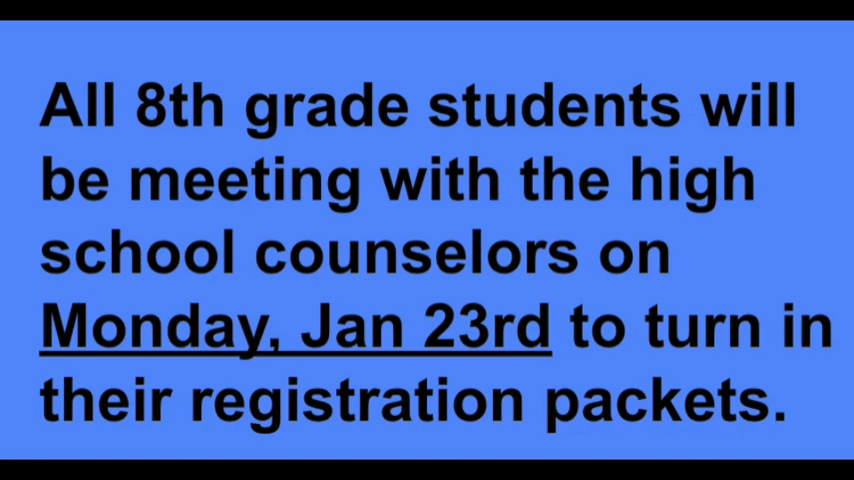 All 8th grade students will
be meeting with the high
school counselors on
Monday, Jan 23rd to turn in
their registration packets.